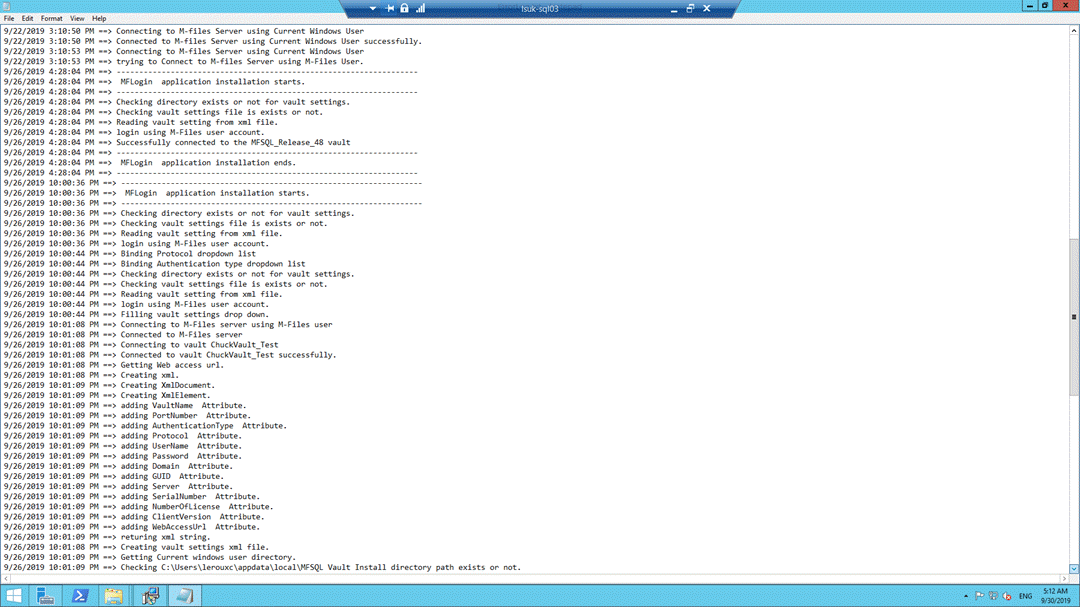 lsuk-sql03
File Edit Format View Help
9/22/2019 3:10:50 PM ==> Connecting to M-files Server using Current Windows User
9/22/2019 3:10:50 PM ==> Connected to M-files Server using Current Windows User successfully.
9/22/2019 3:10:53 PM ==> Connecting to M-files Server using Current Windows User
9/22/2019 3:10:53 PM ==> trying to Connect to M-files Server using M-Files User.
9/26/2019 4:28:04 PM ==> -------------------------------------------------------------------
9/26/2019 4:28:04 PM ==>  MFLogin  application installation starts.
9/26/2019 4:28:04 PM ==> -------------------------------------------------------------------
9/26/2019 4:28:04 PM ==> Checking directory exists or not for vault settings.
9/26/2019 4:28:04 PM ==> Checking vault settings file is exists or not.
9/26/2019 4:28:04 PM ==> Reading vault setting from xml file.
9/26/2019 4:28:04 PM ==> login using M-Files user account.
9/26/2019 4:28:04 PM ==> Successfully connected to the MFSQL_Release_48 vault
9/26/2019 4:28:04 PM ==> -------------------------------------------------------------------
9/26/2019 4:28:04 PM ==>  MFLogin  application installation ends.
9/26/2019 4:28:04 PM ==> -------------------------------------------------------------------
9/26/2019 10:00:36 PM ==> -------------------------------------------------------------------
9/26/2019 10:00:36 PM ==>  MFLogin  application installation starts.
9/26/2019 10:00:36 PM ==> -------------------------------------------------------------------
9/26/2019 10:00:36 PM ==> Checking directory exists or not for vault settings.
9/26/2019 10:00:36 PM ==> Checking vault settings file is exists or not.
9/26/2019 10:00:36 PM ==> Reading vault setting from xml file.
9/26/2019 10:00:36 PM ==> login using M-Files user account.
9/26/2019 10:00:44 PM ==> Binding Protocol dropdown list
9/26/2019 10:00:44 PM ==> Binding Authentication type dropdown list
9/26/2019 10:00:44 PM ==> Checking directory exists or not for vault settings.
9/26/2019 10:00:44 PM ==> Checking vault settings file is exists or not.
9/26/2019 10:00:44 PM ==> Reading vault setting from xml file.
9/26/2019 10:00:44 PM ==> login using M-Files user account.
9/26/2019 10:00:44 PM ==> Filling vault settings drop down.
9/26/2019 10:01:08 PM ==> Connecting to M-Files server using M-Files user
9/26/2019 10:01:08 PM ==> Connected to M-Files server
9/26/2019 10:01:08 PM ==> Connecting to vault ChuckVault_Test
9/26/2019 10:01:08 PM ==> Connected to vault ChuckVault_Test successfully.
9/26/2019 10:01:08 PM ==> Getting Web access url.
9/26/2019 10:01:08 PM ==> Creating xml.
9/26/2019 10:01:09 PM ==> Creating XmlDocument.
9/26/2019 10:01:09 PM ==> Creating XmlElement.
9/26/2019 10:01:09 PM ==> adding VaultName  Attribute.
9/26/2019 10:01:09 PM ==> adding PortNumber  Attribute.
9/26/2019 10:01:09 PM ==> adding AuthenticationType  Attribute.
9/26/2019 10:01:09 PM ==> adding Protocol  Attribute.
9/26/2019 10:01:09 PM ==> adding UserName  Attribute.
9/26/2019 10:01:09 PM ==> adding Password  Attribute.
9/26/2019 10:01:09 PM ==> adding Domain  Attribute.
9/26/2019 10:01:09 PM ==> adding GUID  Attribute.
9/26/2019 10:01:09 PM ==> adding Server  Attribute.
9/26/2019 10:01:09 PM ==> adding SerialNumber  Attribute.
9/26/2019 10:01:09 PM ==> adding NumberOfLicense  Attribute.
9/26/2019 10:01:09 PM ==> adding ClientVersion  Attribute.
9/26/2019 10:01:09 PM ==> adding WebAccessUrl  Attribute.
9/26/2019 10:01:09 PM ==> returing xml string.
9/26/2019 10:01:08 PM ==> Creating vault settings xml file.
9/26/2019 10:01:09 PM ==> Getting Current windows user directory.
9/26/2019 10:01:09 PM ==> Checking C:\Users\lerouxc\appdata\local\MFSQL Vault Install directory path exists or not.
ENG
5:12 AM
9/30/2019